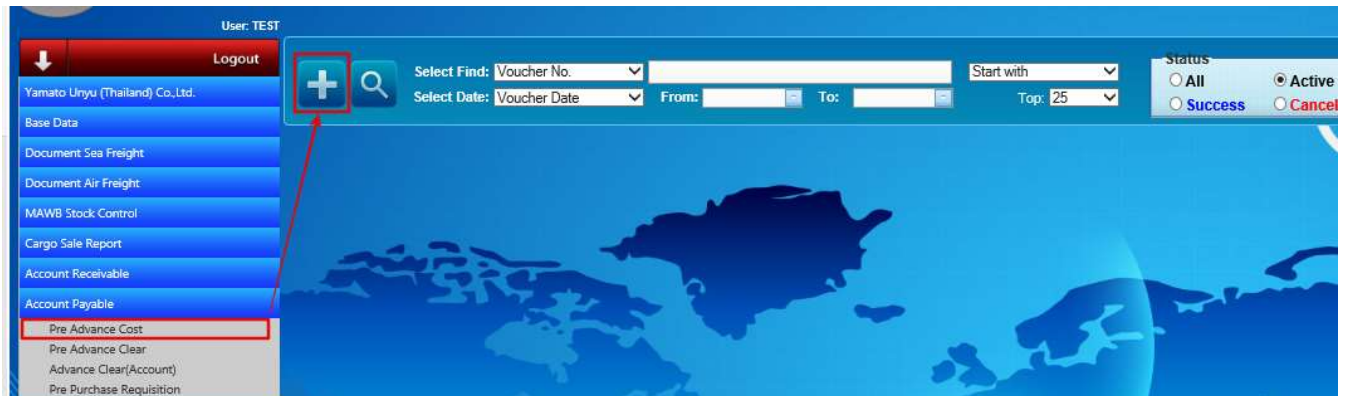 User: TEST
Logout
Yamato Unyu (Thailand) Co.,Ltd.
Base Data
Document Sea Freight
Document Air Freight
MAWB Stock Control
Cargo Sale Report
Account Receivable
Account Payable
Pre Advance Cost
Pre Advance Clear
Advance Clear(Account)
Pre Purchase Requisition
Select Find: Voucher No. Start with
Select Date: Voucher Date From: To: Top: 25
Status
All Active
Success Cancel